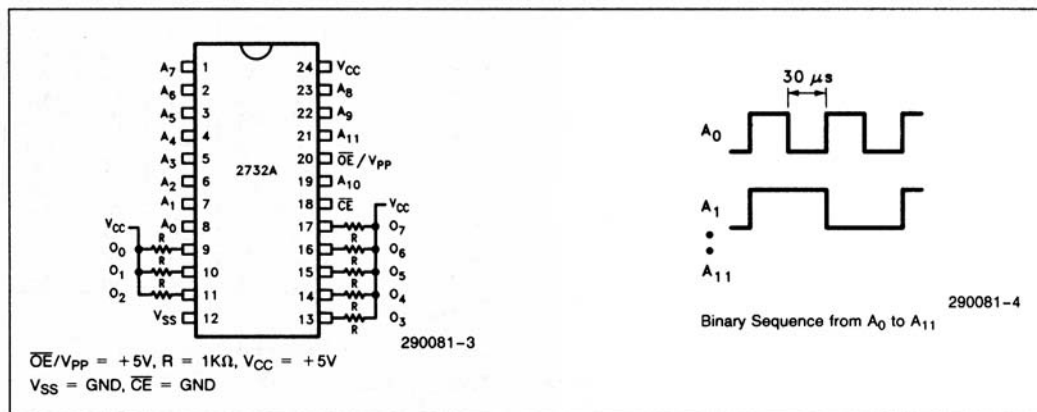 A7 1 24 VCC
A6 2 23 A8
A5 3 22 A9
A4 4 21 A11
A3 5 20 OE/VPP
A2 6 2732A 19 A10
A1 7 18 CE
A0 8 17 O7
VCC VCC
O0 R 9 16 R O6
O1 R 10 15 R O5
O2 R 11 14 R O4
VSS 12 13 R O3
R
290081-3
OE/VPP = +5V, R = 1KΩ, VCC = +5V
VSS = GND, CE = GND
30 μs
A0
A1
A11
290081-4
Binary Sequence from A0 to A11